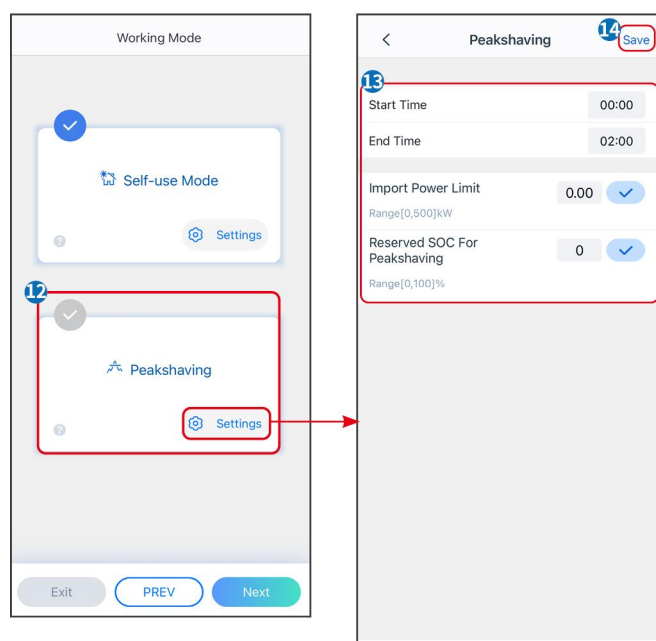 Working Mode
Self-use Mode
?
Settings
12
Peakshaving
?
Settings
Exit
PREV
Next
Peakshaving
14
Save
13
Start Time
00:00
End Time
02:00
Import Power Limit
0.00
Range[0,500]kW
Reserved SOC For
Peakshaving
0
Range[0,100]%